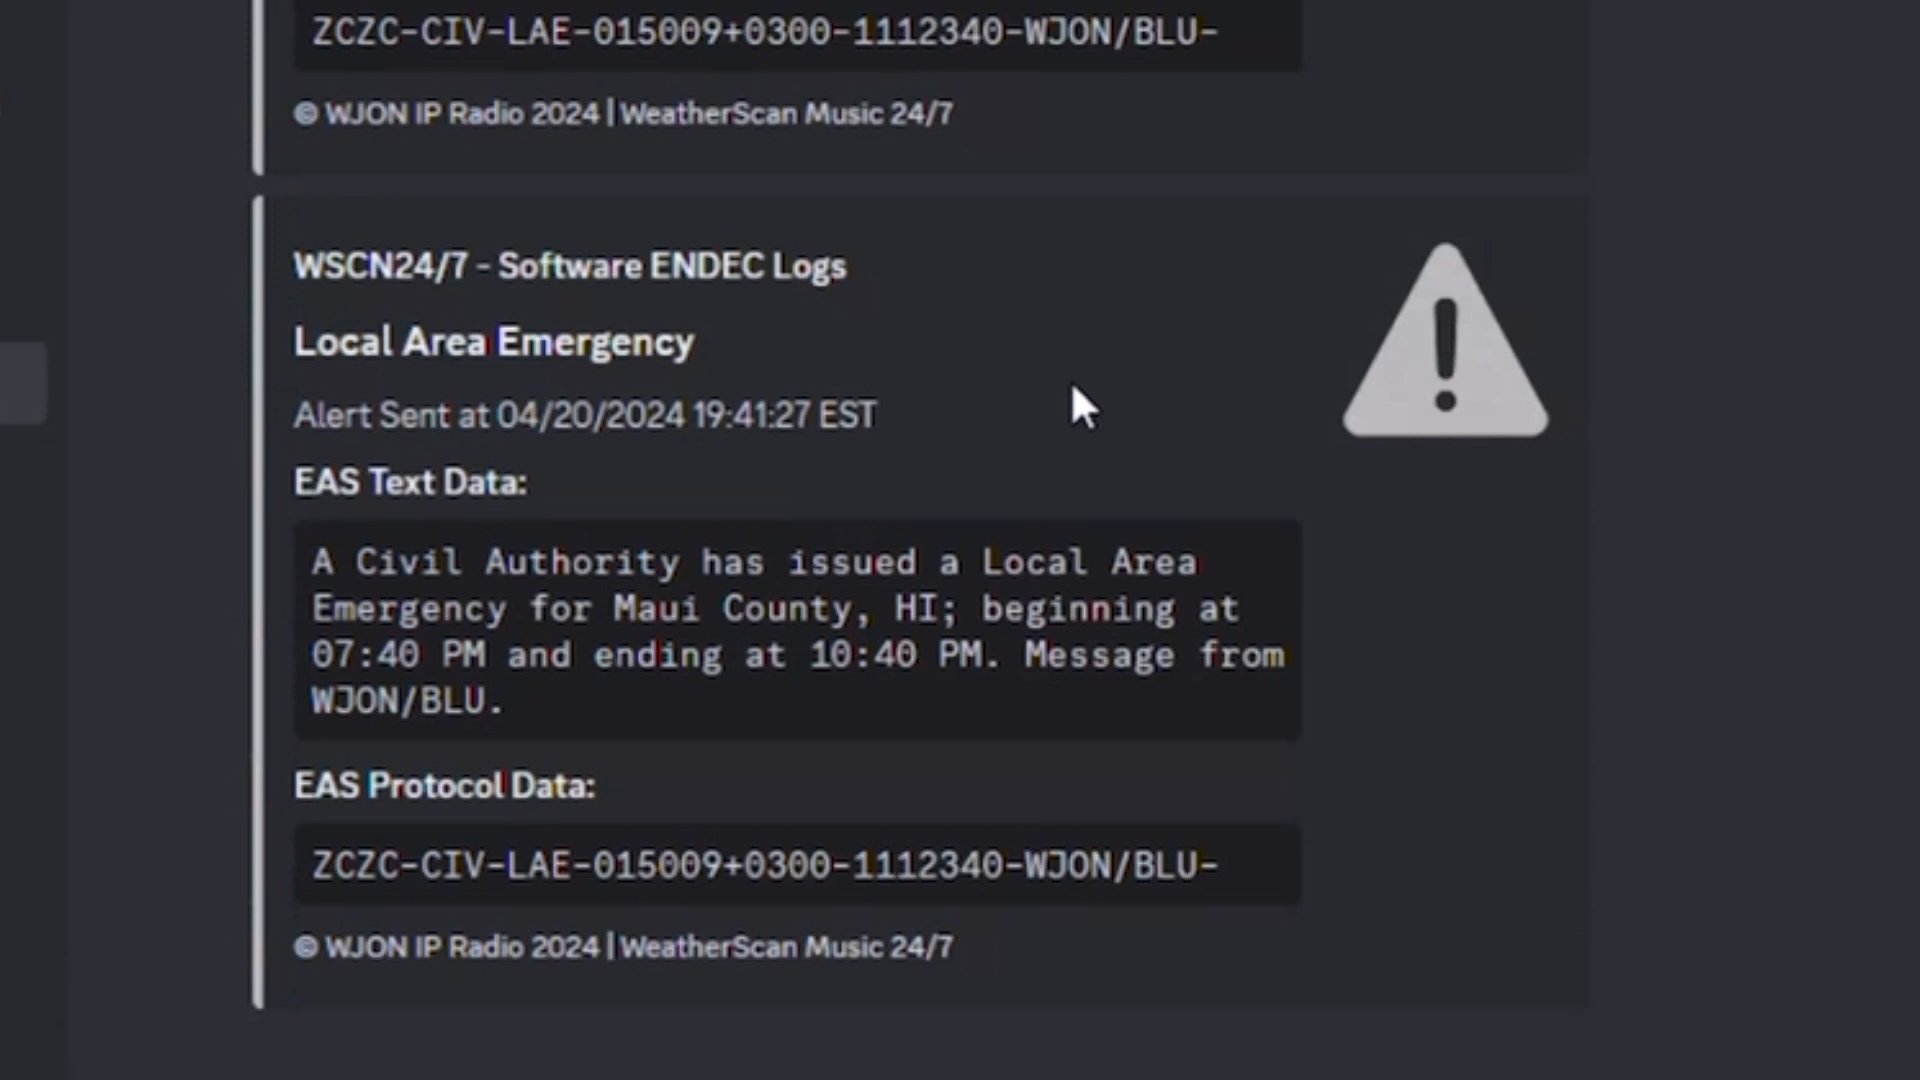 ZCZC-CIV-LAE-015009+0300-1112340-WJON/BLU-
© WJON IP Radio 2024 | WeatherScan Music 24/7
WSCN24/7 - Software ENDEC Logs
Local Area Emergency
Alert Sent at 04/20/2024 19:41:27 EST
EAS Text Data:
A Civil Authority has issued a Local Area
Emergency for Maui County, HI; beginning at
07:40 PM and ending at 10:40 PM. Message from
WJON/BLU.
EAS Protocol Data:
ZCZC-CIV-LAE-015009+0300-1112340-WJON/BLU-
© WJON IP Radio 2024 | WeatherScan Music 24/7